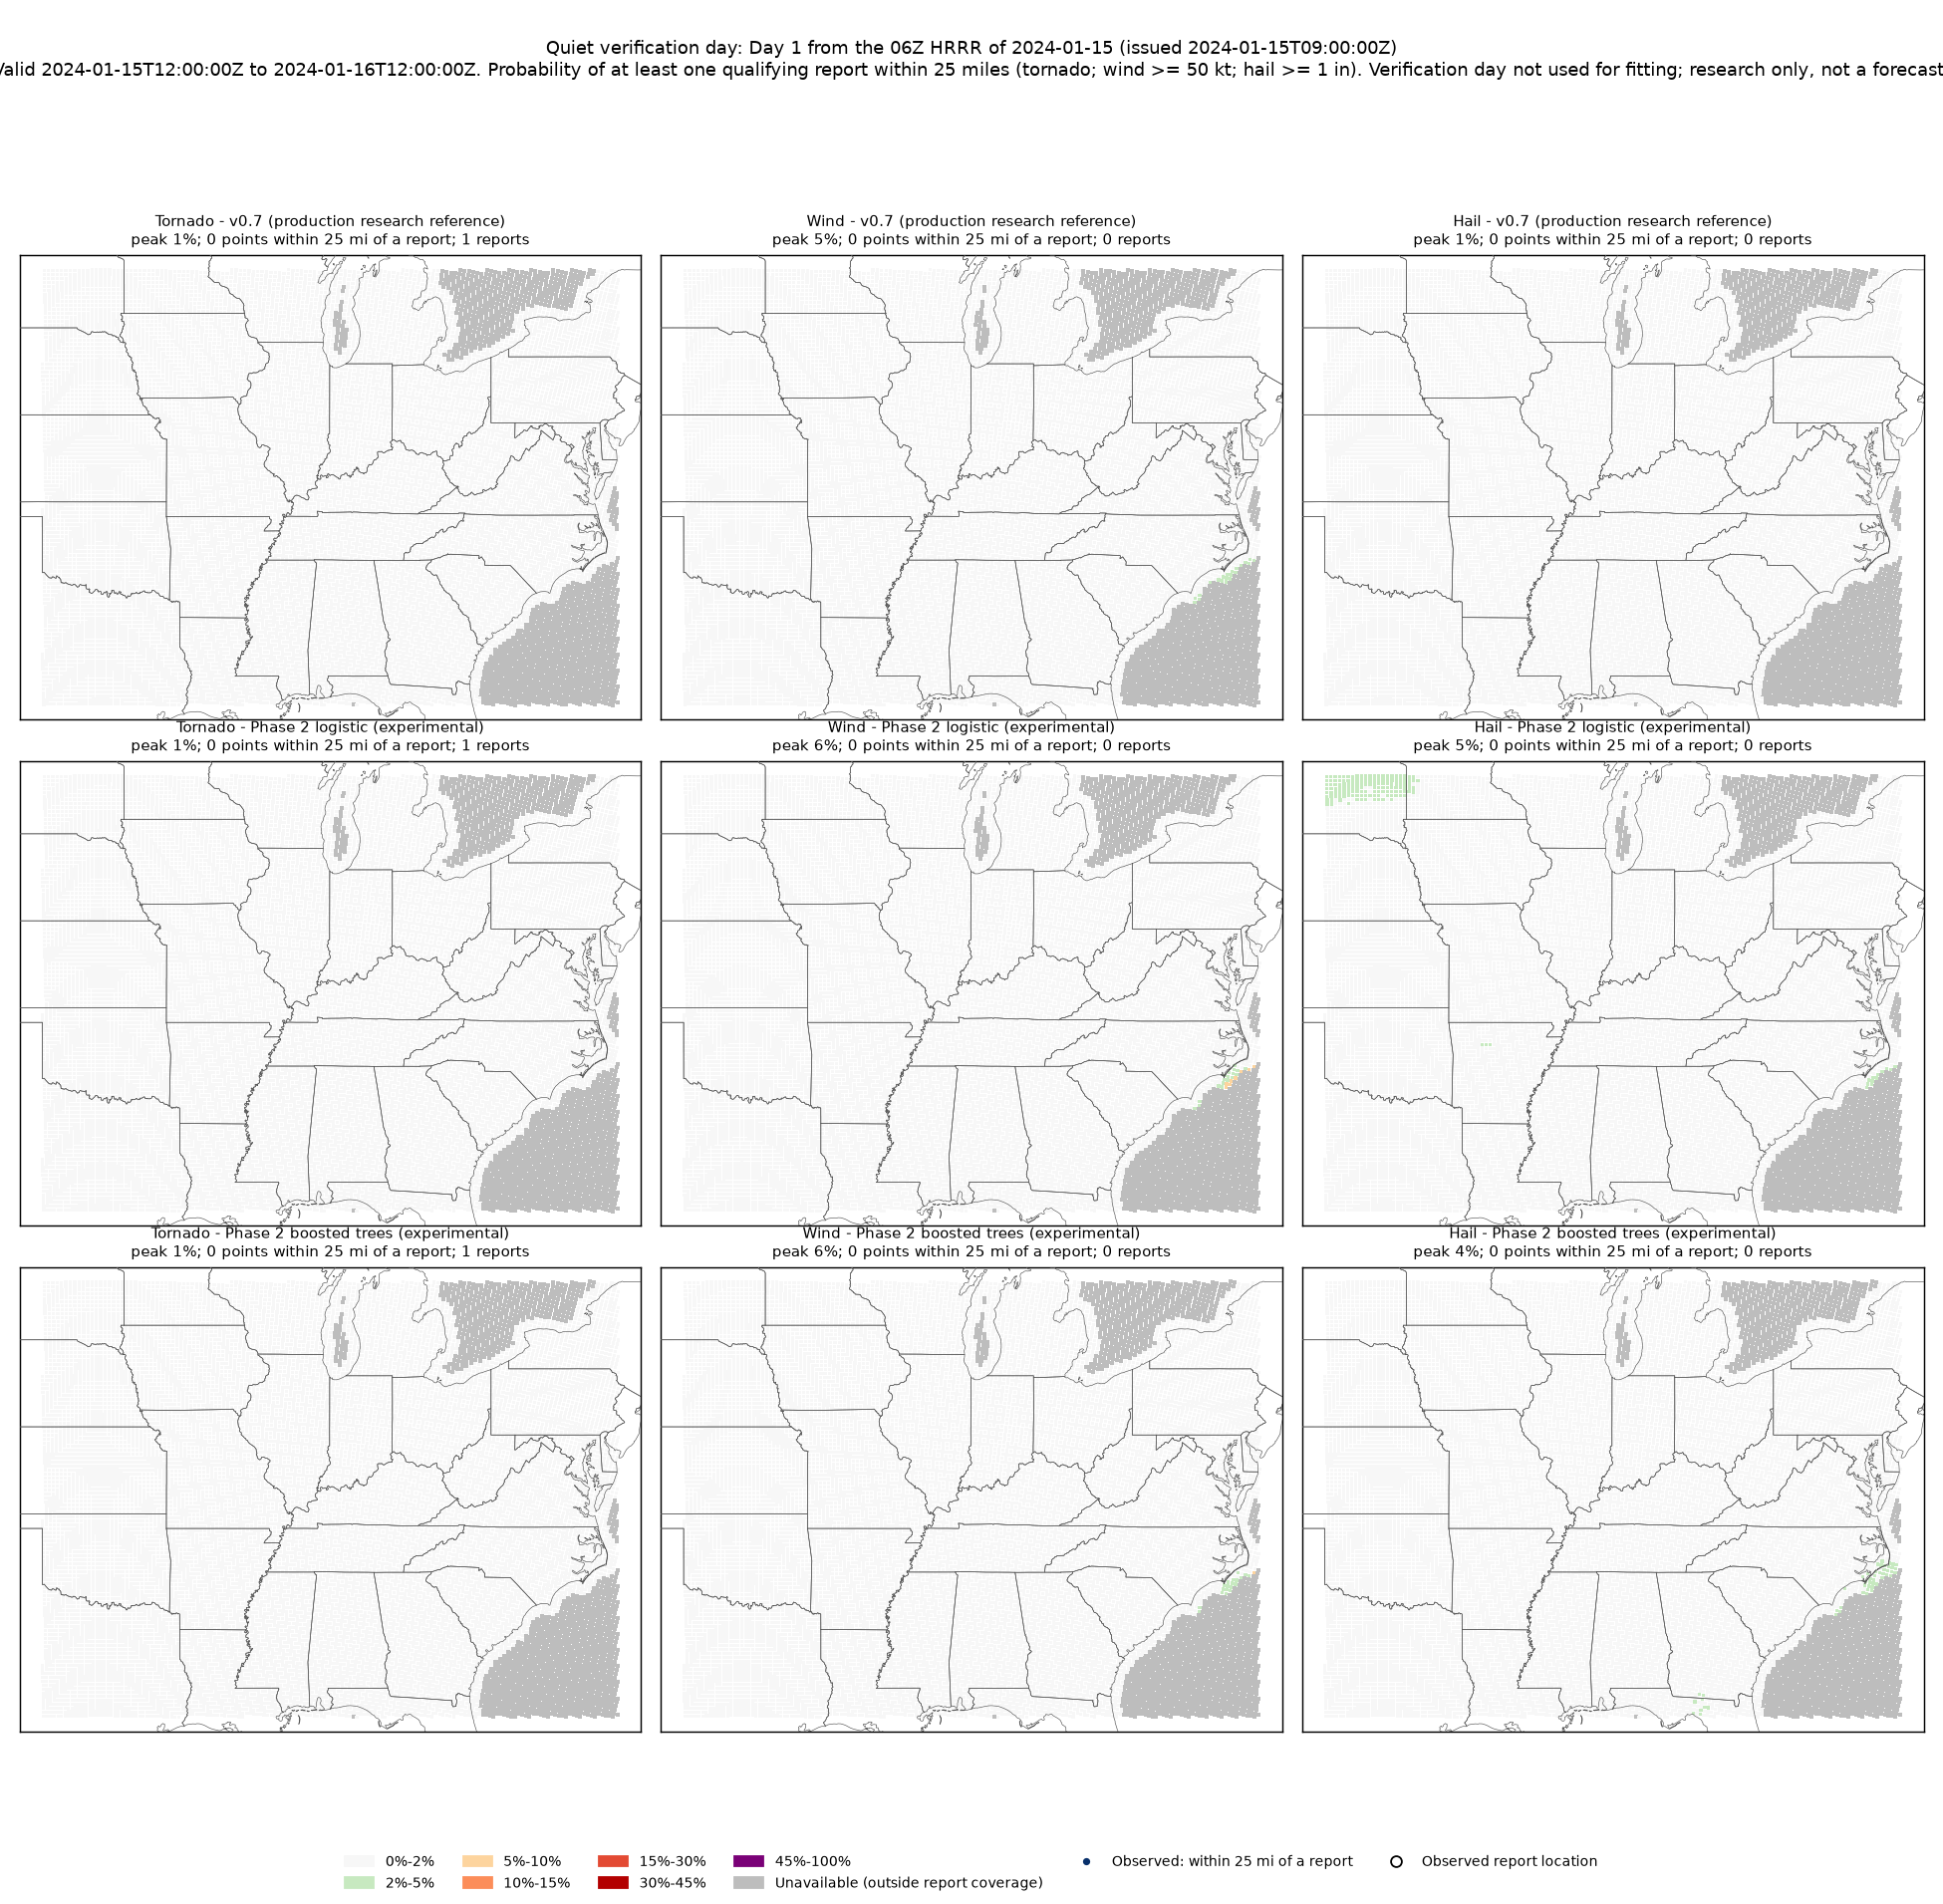 Quiet verification day: Day 1 from the 06Z HRRR of 2024-01-15 (issued 2024-01-15T09:00:00Z)
Valid 2024-01-15T12:00:00Z to 2024-01-16T12:00:00Z. Probability of at least one qualifying report within 25 miles (tornado; wind >= 50 kt; hail >= 1 in). Verification day not used for fitting; research only, not a forecast
Tornado - v0.7 (production research reference)
peak 1%; 0 points within 25 mi of a report; 1 reports
Wind - v0.7 (production research reference)
peak 5%; 0 points within 25 mi of a report; 0 reports
Hail - v0.7 (production research reference)
peak 1%; 0 points within 25 mi of a report; 0 reports
Tornado - Phase 2 logistic (experimental)
peak 1%; 0 points within 25 mi of a report; 1 reports
Wind - Phase 2 logistic (experimental)
peak 6%; 0 points within 25 mi of a report; 0 reports
Hail - Phase 2 logistic (experimental)
peak 5%; 0 points within 25 mi of a report; 0 reports
Tornado - Phase 2 boosted trees (experimental)
peak 1%; 0 points within 25 mi of a report; 1 reports
Wind - Phase 2 boosted trees (experimental)
peak 6%; 0 points within 25 mi of a report; 0 reports
Hail - Phase 2 boosted trees (experimental)
peak 4%; 0 points within 25 mi of a report; 0 reports
0%-2%
2%-5%
5%-10%
10%-15%
15%-30%
30%-45%
45%-100%
Unavailable (outside report coverage)
Observed: within 25 mi of a report
Observed report location